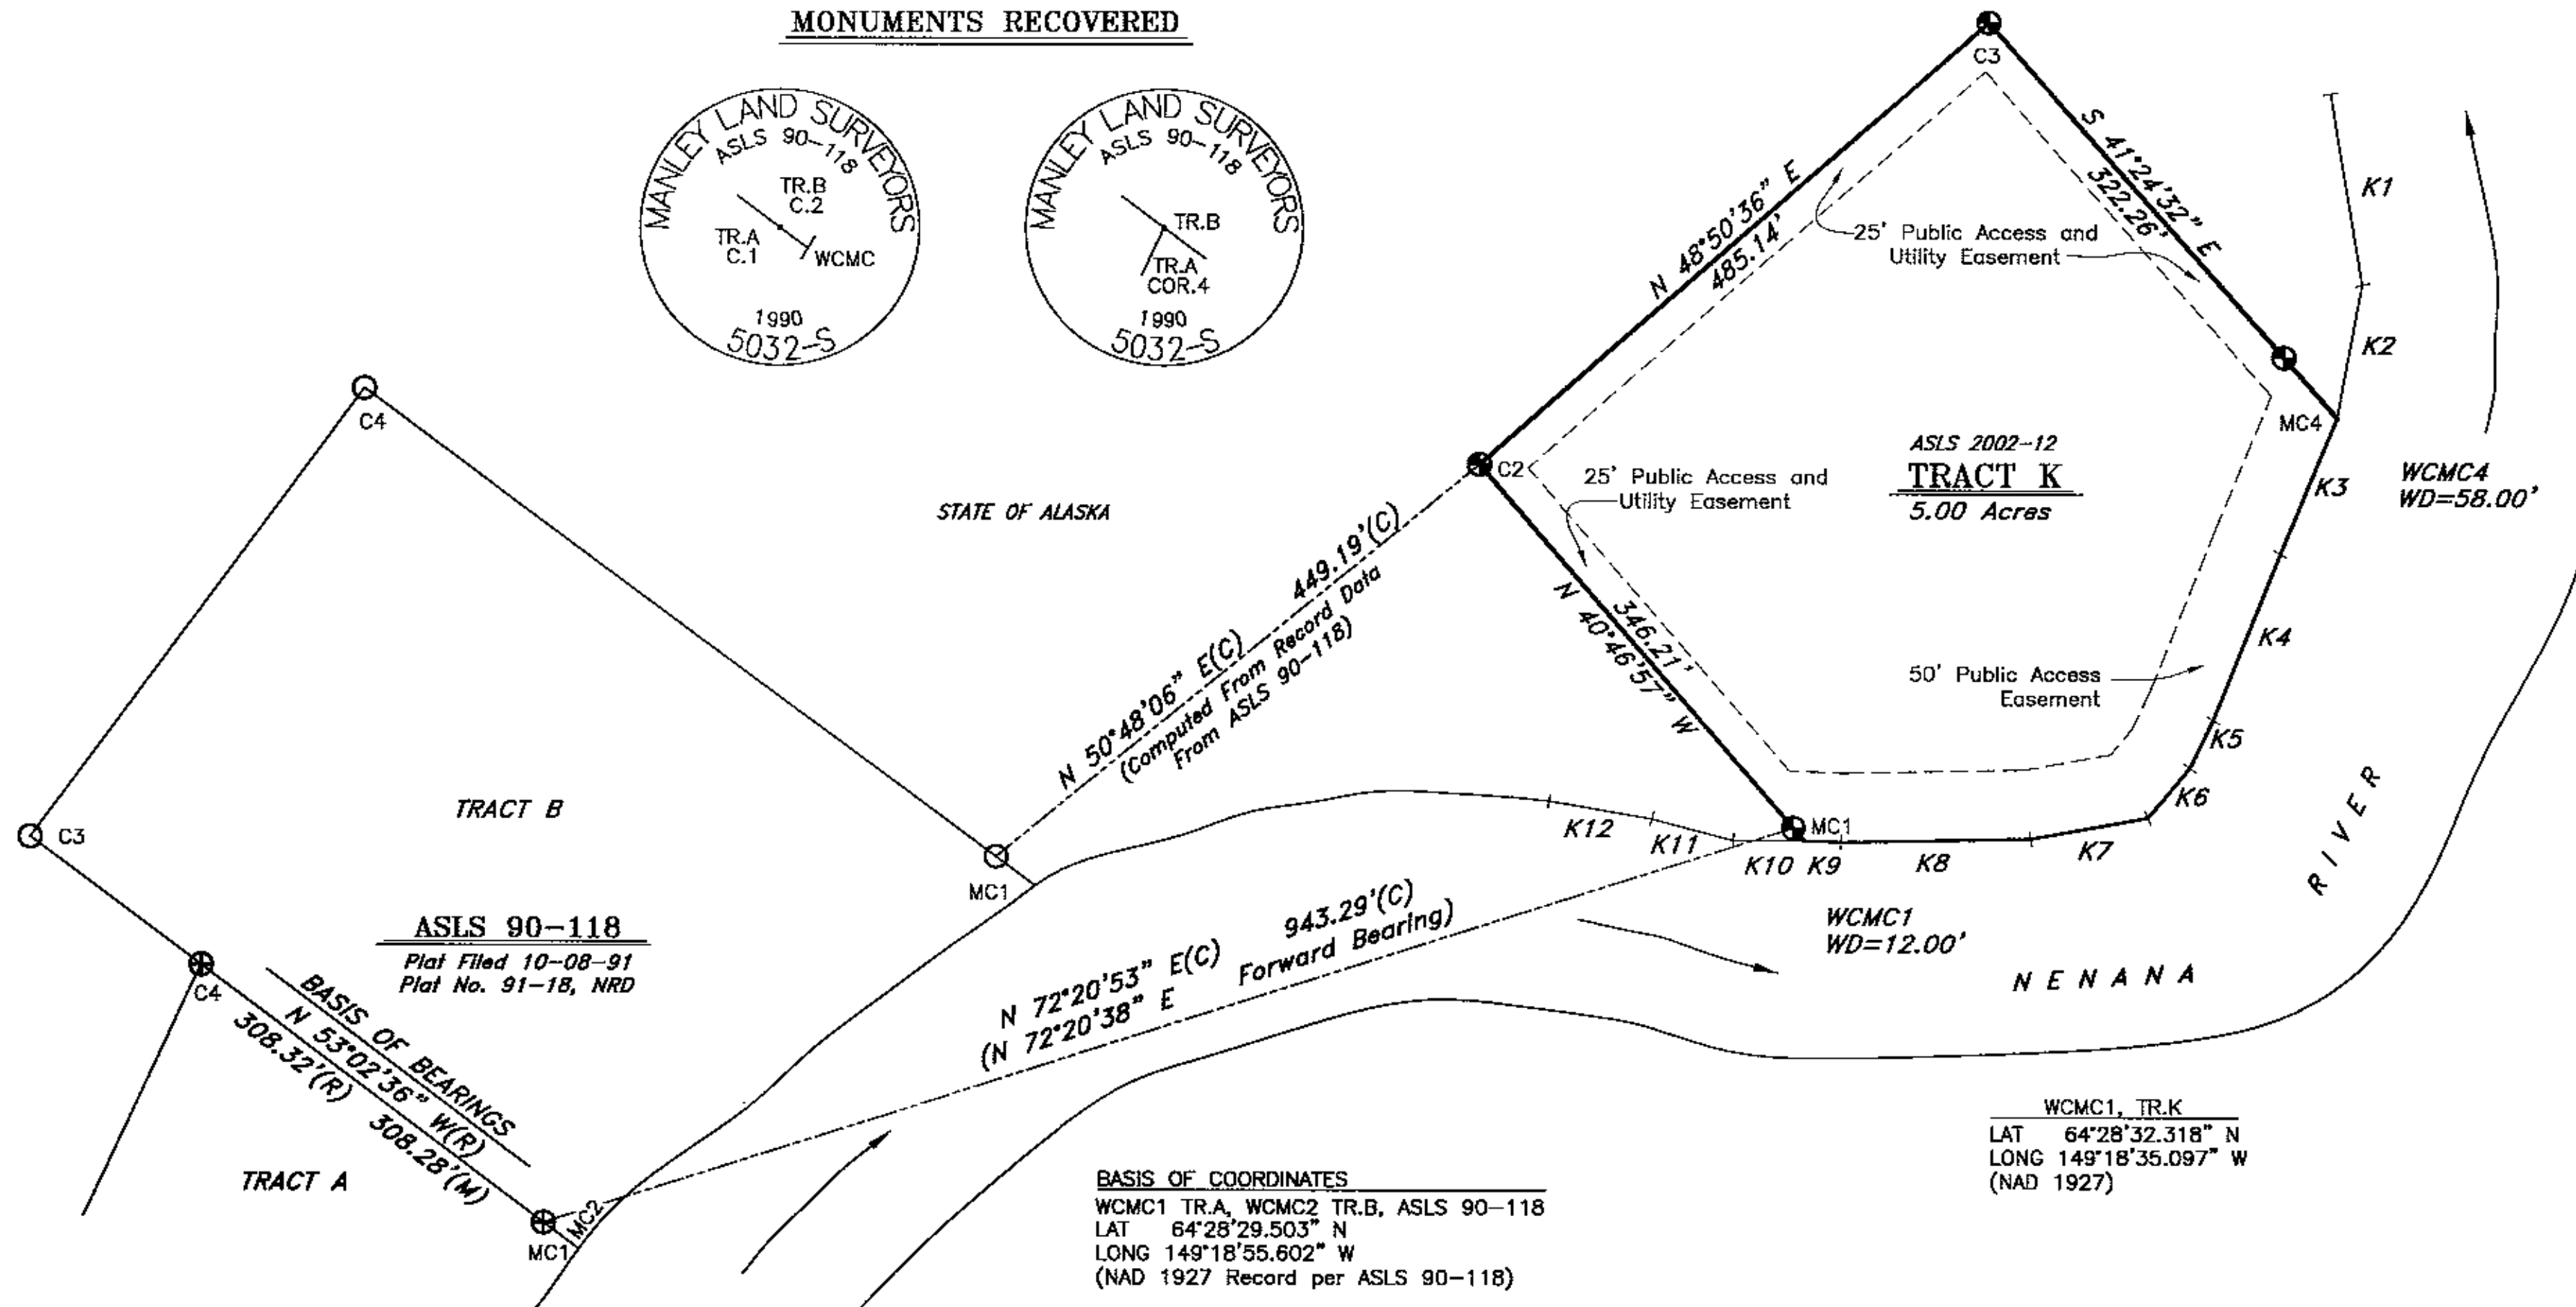 MONUMENTS RECOVERED
MANLEY LAND SURVEYORS
ASLS 90-118
TR.B
C.2
TR.A
C.1
WCMC
1990
5032-S
MANLEY LAND SURVEYORS
ASLS 90-118
TR.B
TR.A
COR.4
1990
5032-S
C3
S 41°24'32" E
322.26'
N 48°50'36" E
485.14'
25' Public Access and
Utility Easement
K1
K2
MC4
K3
WCMC4
WD=58.00'
C2
ASLS 2002-12
TRACT K
5.00 Acres
25' Public Access and
Utility Easement
346.21'
N 40°46'57" W
K4
50' Public Access
Easement
K5
K6
K7
K8
K9
K10
K11
K12
MC1
WCMC1
WD=12.00'
C4
STATE OF ALASKA
449.19'(C)
N 50°48'06" E(C)
(Computed From Record Data
From ASLS 90-118)
C3
TRACT B
MC1
ASLS 90-118
Plat Filed 10-08-91
Plat No. 91-18, NRD
C4
BASIS OF BEARINGS
N 53°02'36" W(R)
308.32'(R) 308.28'(M)
TRACT A
MC1
MC2
943.29'(C)
N 72°20'53" E(C)
(N 72°20'38" E Forward Bearing)
NENANA
RIVER
BASIS OF COORDINATES
WCMC1 TR.A, WCMC2 TR.B, ASLS 90-118
LAT 64°28'29.503" N
LONG 149°18'55.602" W
(NAD 1927 Record per ASLS 90-118)
WCMC1, TR.K
LAT 64°28'32.318" N
LONG 149°18'35.097" W
(NAD 1927)